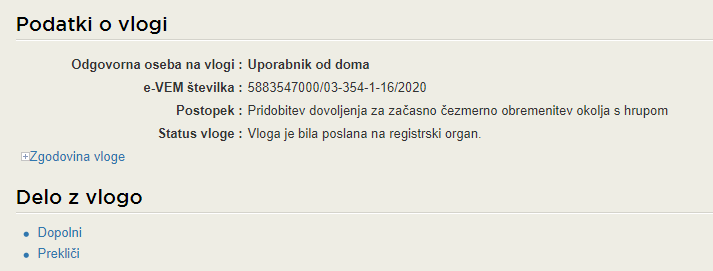 Podatki o vlogi
Odgovorna oseba na vlogi : Uporabnik od doma
e-VEM številka : 5883547000/03-354-1-16/2020
Postopek : Pridobitev dovoljenja za začasno čezmerno obremenitev okolja s hrupom
Status vloge : Vloga je bila poslana na registrski organ.
Zgodovina vloge
Delo z vlogo
Dopolni
Prekliči